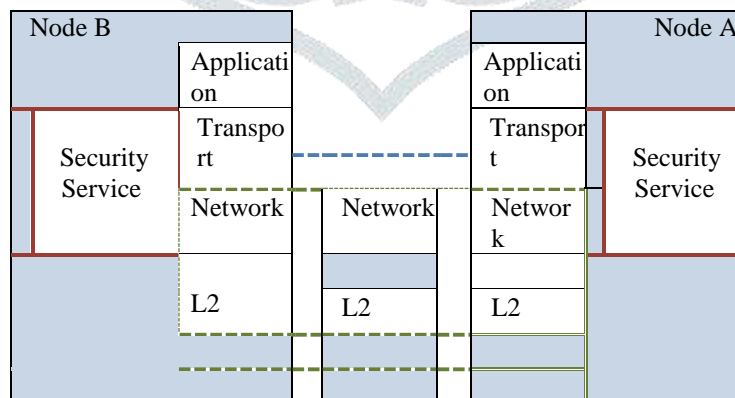 Node B
Node A
Applicati
on
Applicati
on
Transpo
rt
Transpor
t
Security
Service
Security
Service
Network
Network
Networ
k
L2
L2
L2